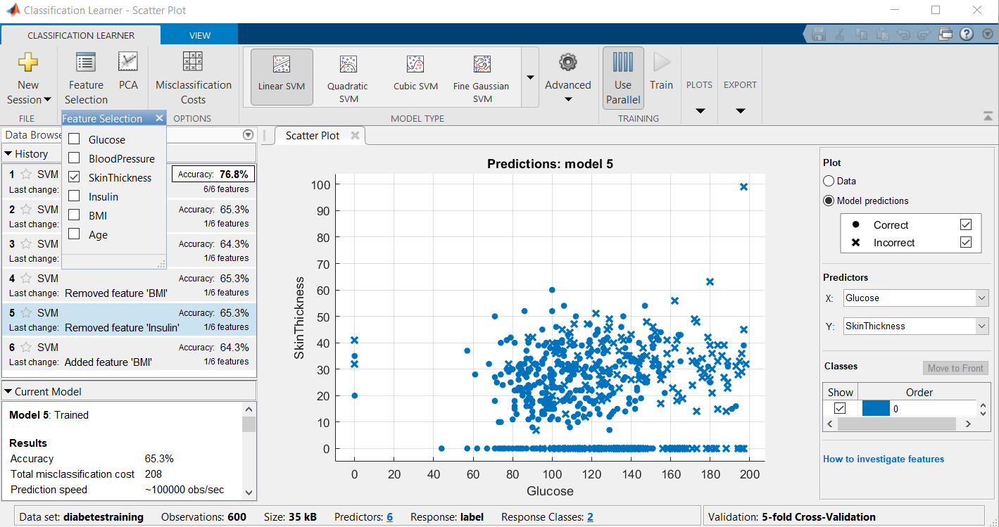 Classification Learner - Scatter Plot
CLASSIFICATION LEARNER
VIEW
New
Session
Feature
Selection
PCA
Misclassification
Costs
Linear SVM
Quadratic
SVM
Cubic SVM
Fine Gaussian
SVM
Advanced
Use
Parallel
Train
PLOTS
EXPORT
FILE
OPTIONS
MODEL TYPE
TRAINING
Feature Selection
Glucose
BloodPressure
SkinThickness
Insulin
BMI
Age
Data Browse
History
1 SVM Accuracy: 76.8%
Last change: 6/6 features
2 SVM Accuracy: 65.3%
Last change: 1/6 features
3 SVM Accuracy: 64.3%
Last change: 1/6 features
4 SVM Accuracy: 65.3%
Last change: Removed feature 'BMI' 1/6 features
5 SVM Accuracy: 65.3%
Last change: Removed feature 'Insulin' 1/6 features
6 SVM Accuracy: 64.3%
Last change: Added feature 'BMI' 1/6 features
Current Model
Model 5: Trained
Results
Accuracy 65.3%
Total misclassification cost 208
Prediction speed ~100000 obs/sec
Scatter Plot
Predictions: model 5
SkinThickness
100
90
80
70
60
50
40
30
20
10
0
0 20 40 60 80 100 120 140 160 180 200
Glucose
Plot
Data
Model predictions
Correct
Incorrect
Predictors
X: Glucose
Y: SkinThickness
Classes
Move to Front
Show Order
0
How to investigate features
Data set: diabetestraining Observations: 600 Size: 35 kB Predictors: 6 Response: label Response Classes: 2
Validation: 5-fold Cross-Validation